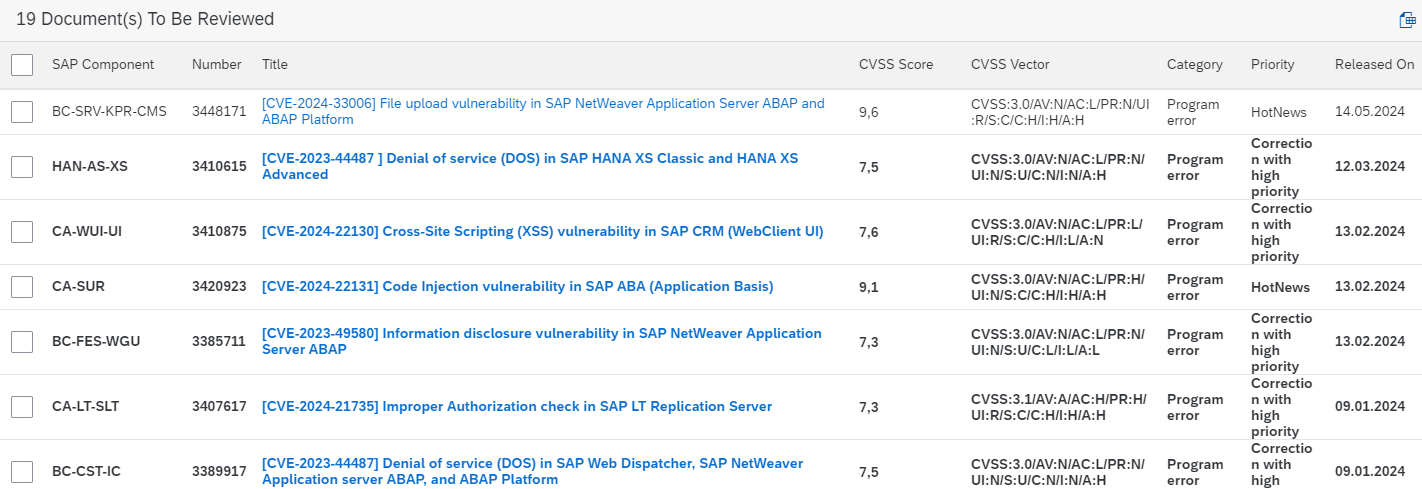 19 Document(s) To Be Reviewed
SAP Component Number Title CVSS Score CVSS Vector Category Priority Released On
BC-SRV-KPR-CMS 3448171 [CVE-2024-33006] File upload vulnerability in SAP NetWeaver Application Server ABAP and
ABAP Platform
9,6
CVSS:3.0/AV:N/AC:L/PR:N/UI
:R/S:C/C:H/I:H/A:H
Program
error
HotNews
14.05.2024
HAN-AS-XS 3410615 [CVE-2023-44487 ] Denial of service (DOS) in SAP HANA XS Classic and HANA XS
Advanced
7,5
CVSS:3.0/AV:N/AC:L/PR:N/
UI:N/S:U/C:N/I:N/A:H
Program
error
Correctio
n with
high
priority
12.03.2024
CA-WUI-UI 3410875 [CVE-2024-22130] Cross-Site Scripting (XSS) vulnerability in SAP CRM (WebClient UI)
7,6
CVSS:3.0/AV:N/AC:L/PR:L/
UI:R/S:C/C:H/I:L/A:N
Program
error
Correctio
n with
high
priority
13.02.2024
CA-SUR 3420923 [CVE-2024-22131] Code Injection vulnerability in SAP ABA (Application Basis)
9,1
CVSS:3.0/AV:N/AC:L/PR:H/
UI:N/S:C/C:H/I:H/A:H
Program
error
HotNews
13.02.2024
BC-FES-WGU 3385711 [CVE-2023-49580] Information disclosure vulnerability in SAP NetWeaver Application
Server ABAP
7,3
CVSS:3.0/AV:N/AC:L/PR:N/
UI:N/S:U/C:L/I:L/A:L
Program
error
Correctio
n with
high
priority
13.02.2024
CA-LT-SLT 3407617 [CVE-2024-21735] Improper Authorization check in SAP LT Replication Server
7,3
CVSS:3.1/AV:A/AC:H/PR:H/
UI:R/S:C/C:H/I:H/A:H
Program
error
Correctio
n with
high
priority
09.01.2024
BC-CST-IC 3389917 [CVE-2023-44487] Denial of service (DOS) in SAP Web Dispatcher, SAP NetWeaver
Application server ABAP, and ABAP Platform
7,5
CVSS:3.0/AV:N/AC:L/PR:N/
UI:N/S:U/C:N/I:N/A:H
Program
error
Correctio
n with
high
09.01.2024